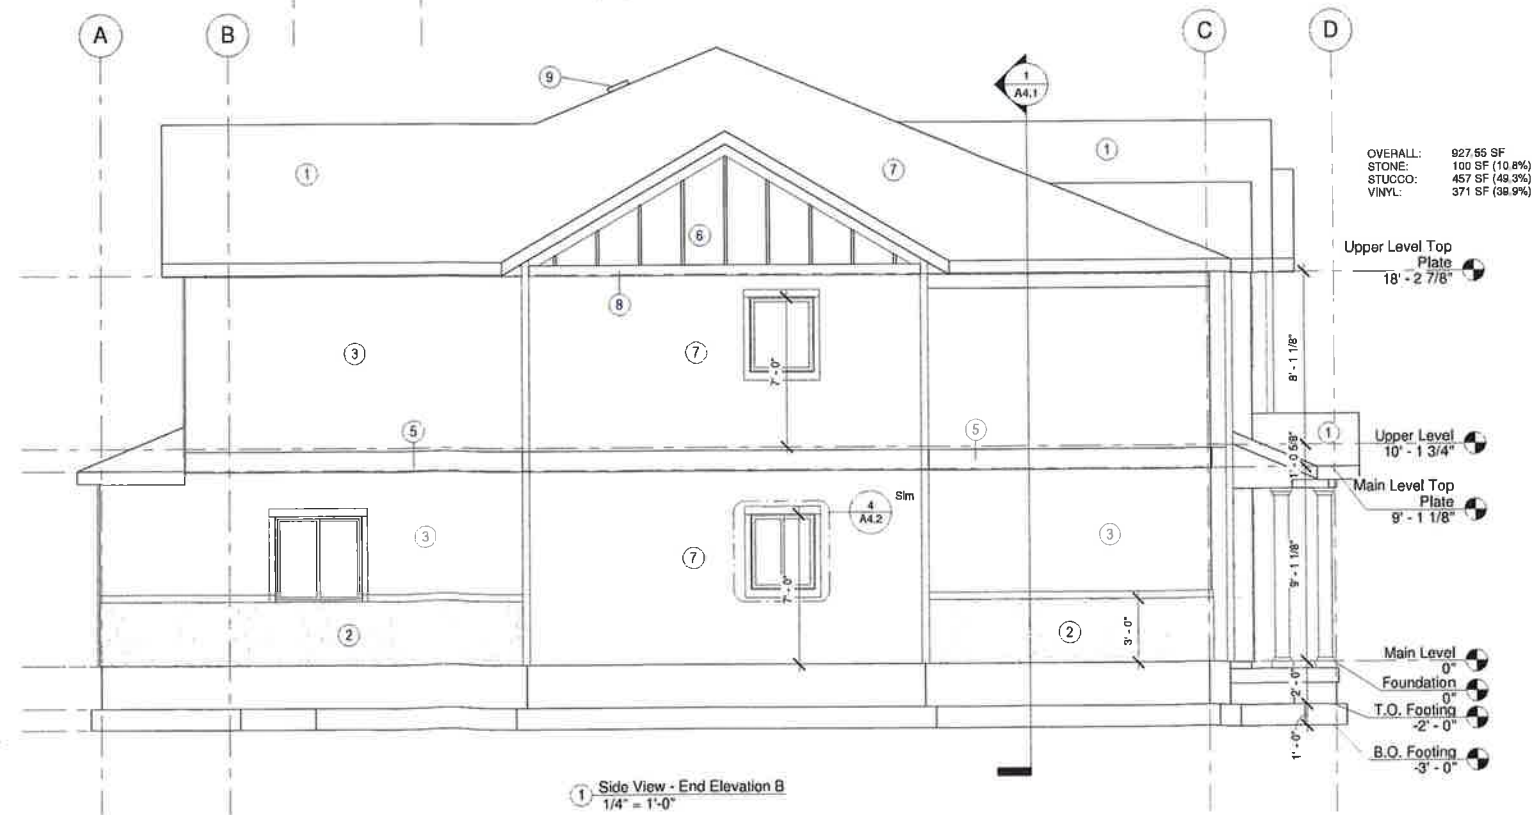 A
B
C
D
9
1
A4.1
1
1
7
OVERALL: 927.55 SF
STONE: 100 SF (10.8%)
STUCCO: 457 SF (49.3%)
VINYL: 371 SF (39.9%)
6
Upper Level Top
Plate
18' - 2 7/8"
8
3
7
7' - 0"
8' - 1 1/8"
5
5
1
Upper Level
10' - 1 3/4"
1' - 0 5/8"
Main Level Top
Plate
9' - 1 1/8"
4
A4.2
Sim
3
7
3
7' - 0"
9' - 1 1/8"
2
2
3' - 0"
Main Level
0"
Foundation
0"
2' - 0"
T.O. Footing
-2' - 0"
1' - 0"
B.O. Footing
-3' - 0"
1
Side View - End Elevation B
1/4" = 1'-0"